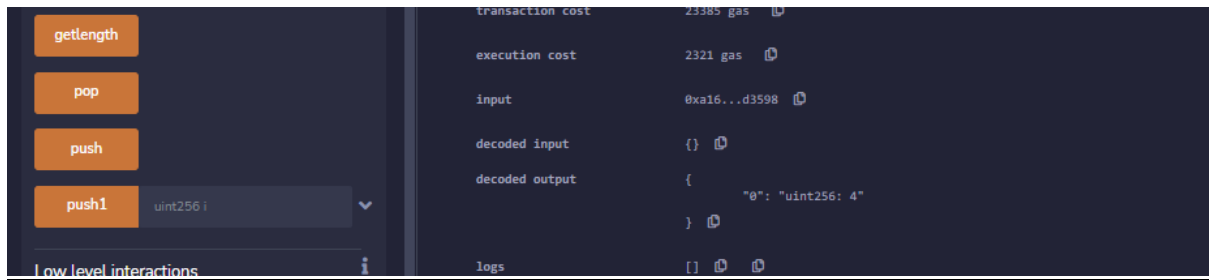 getlength
pop
push
push1 uint256 i
Low level interactions
transaction cost 23385 gas
execution cost 2321 gas
input 0xa16...d3598
decoded input {}
decoded output {
"0": "uint256: 4"
}
logs []